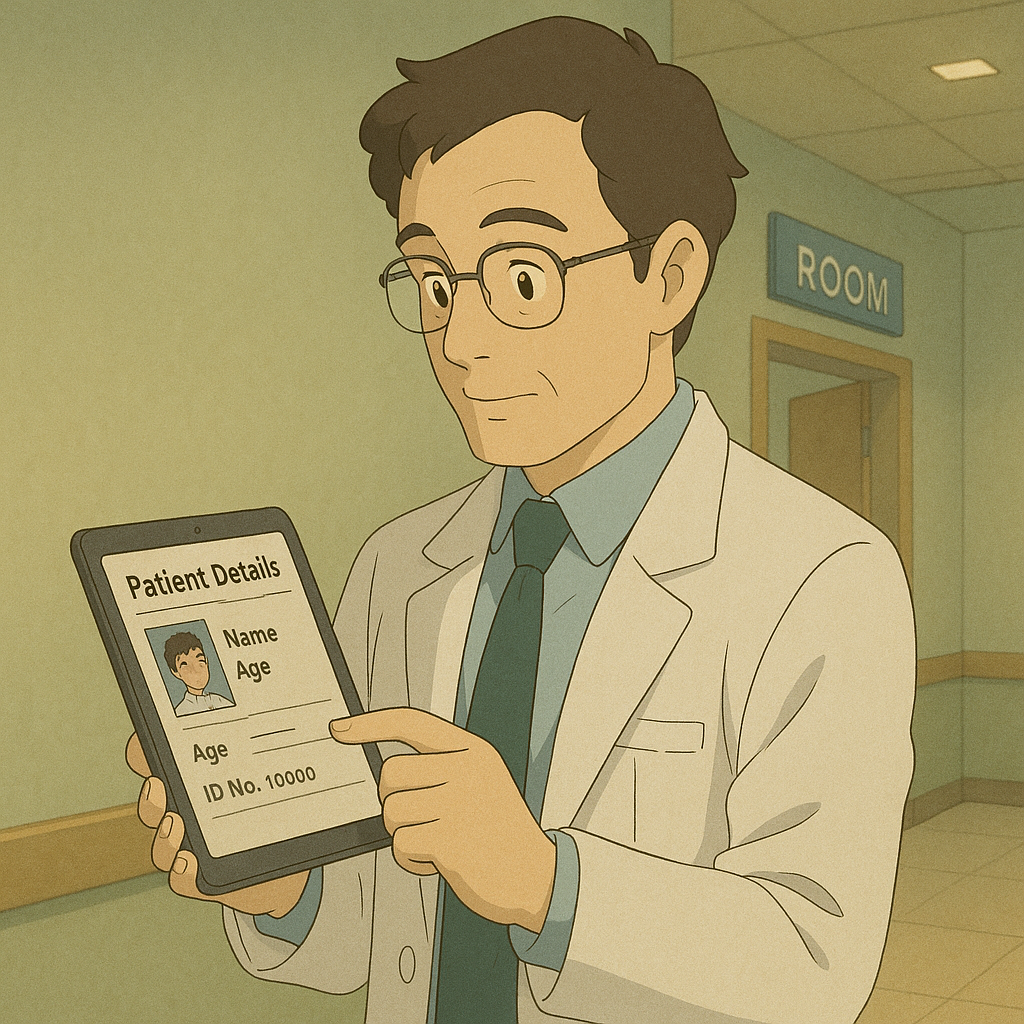 ROOM
Patient Details
Name
Age
Age
ID No. 10000